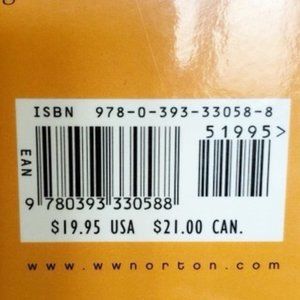 ISBN 978-0-393-33058-8
51995>
EAN
9 780393 330588
$19.95 USA $21.00 CAN.
www.wwnorton.com